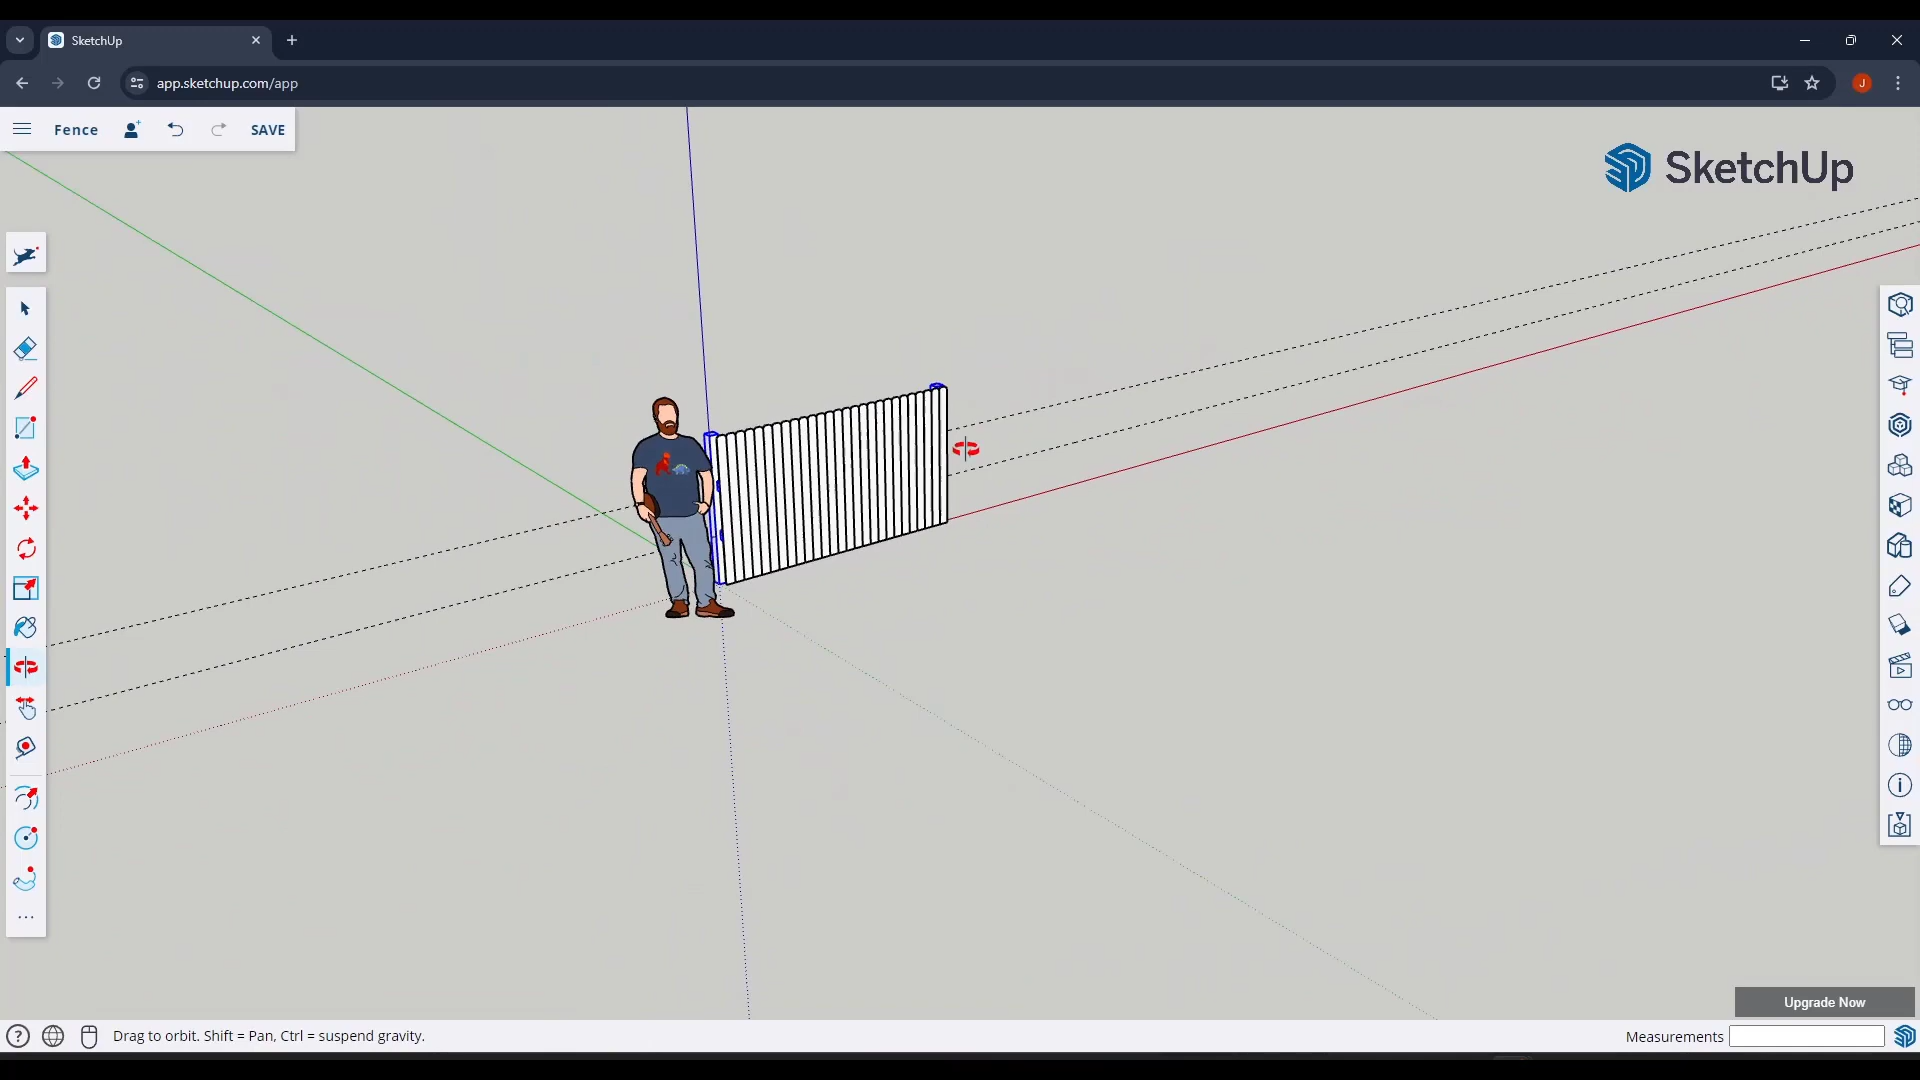 SketchUp
app.sketchup.com/app
J
Fence
SAVE
SketchUp
Upgrade Now
Drag to orbit. Shift = Pan, Ctrl = suspend gravity.
Measurements